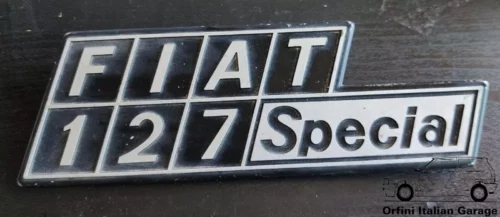 FIAT
127 Special
Orfini Italian Garage